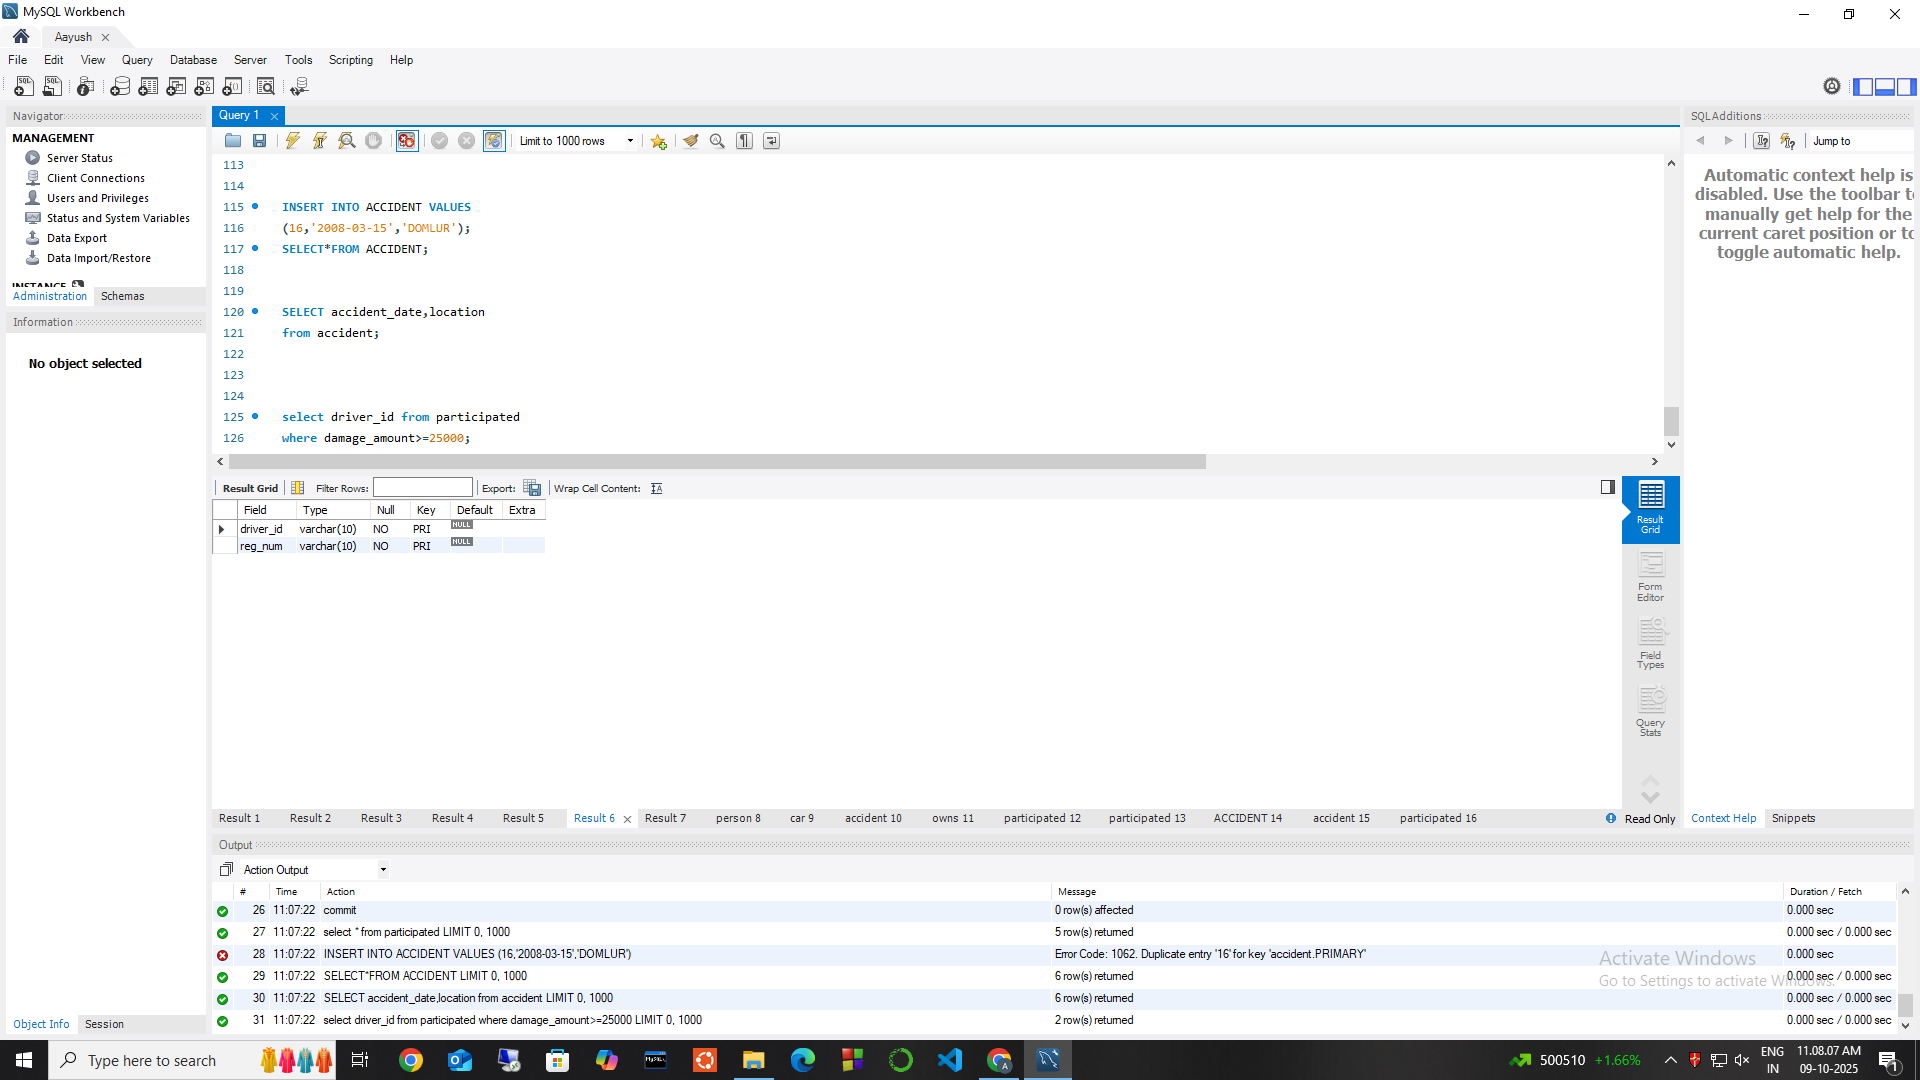 MySQL Workbench
Aayush
File Edit View Query Database Server Tools Scripting Help
Navigator
MANAGEMENT
Server Status
Client Connections
Users and Privileges
Status and System Variables
Data Export
Data Import/Restore
INSTANCE
Administration Schemas
Information
No object selected
Object Info Session
Query 1
Limit to 1000 rows
113
114
115 INSERT INTO ACCIDENT VALUES
116 (16,'2008-03-15','DOMLUR');
117 SELECT*FROM ACCIDENT;
118
119
120 SELECT accident_date,location
121 from accident;
122
123
124
125 select driver_id from participated
126 where damage_amount>=25000;
Result Grid Filter Rows: Export: Wrap Cell Content:
Field Type Null Key Default Extra
driver_id varchar(10) NO PRI NULL
reg_num varchar(10) NO PRI NULL
Result Grid
Form Editor
Field Types
Query Stats
Result 1 Result 2 Result 3 Result 4 Result 5 Result 6 Result 7 person 8 car 9 accident 10 owns 11 participated 12 participated 13 ACCIDENT 14 accident 15 participated 16 Read Only
Output
Action Output
# Time Action Message Duration / Fetch
26 11:07:22 commit 0 row(s) affected 0.000 sec
27 11:07:22 select * from participated LIMIT 0, 1000 5 row(s) returned 0.000 sec / 0.000 sec
28 11:07:22 INSERT INTO ACCIDENT VALUES (16,'2008-03-15','DOMLUR') Error Code: 1062. Duplicate entry '16' for key 'accident.PRIMARY' 0.000 sec
29 11:07:22 SELECT*FROM ACCIDENT LIMIT 0, 1000 6 row(s) returned 0.000 sec / 0.000 sec
30 11:07:22 SELECT accident_date,location from accident LIMIT 0, 1000 6 row(s) returned 0.000 sec / 0.000 sec
31 11:07:22 select driver_id from participated where damage_amount>=25000 LIMIT 0, 1000 2 row(s) returned 0.000 sec / 0.000 sec
SQLAdditions
Jump to
Automatic context help is
disabled. Use the toolbar to
manually get help for the
current caret position or to
toggle automatic help.
Context Help Snippets
Activate Windows
Go to Settings to activate Windows.
Type here to search
500510 +1.66%
ENG
IN
11.08.07 AM
09-10-2025
1